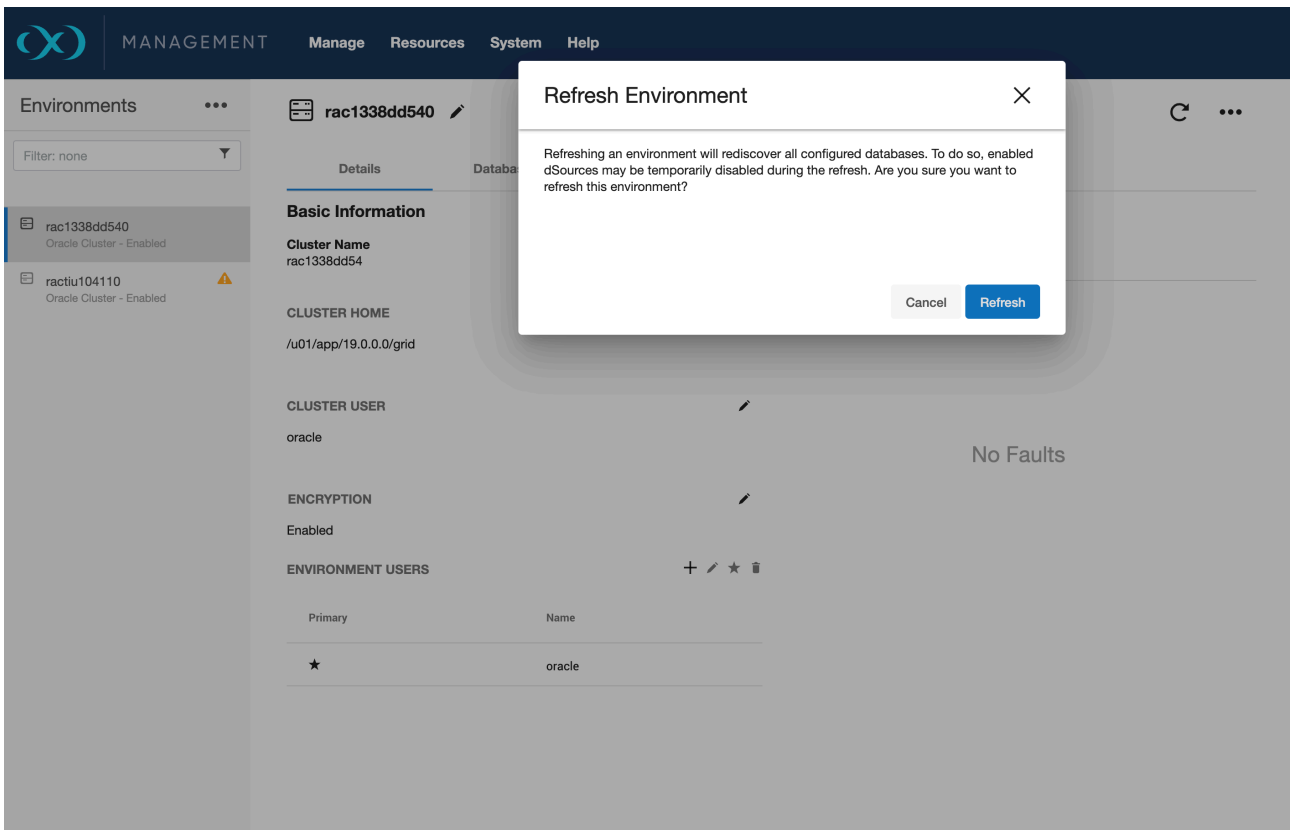 MANAGEMENT
Manage Resources System Help
Environments
Filter: none
rac1338dd540
Oracle Cluster - Enabled
ractiu104110
Oracle Cluster - Enabled
rac1338dd540
Details
Basic Information
Cluster Name
rac1338dd54
CLUSTER HOME
/u01/app/19.0.0.0/grid
CLUSTER USER
oracle
ENCRYPTION
Enabled
ENVIRONMENT USERS
Primary Name
oracle
No Faults
Refresh Environment
Refreshing an environment will rediscover all configured databases. To do so, enabled
dSources may be temporarily disabled during the refresh. Are you sure you want to
refresh this environment?
Cancel Refresh